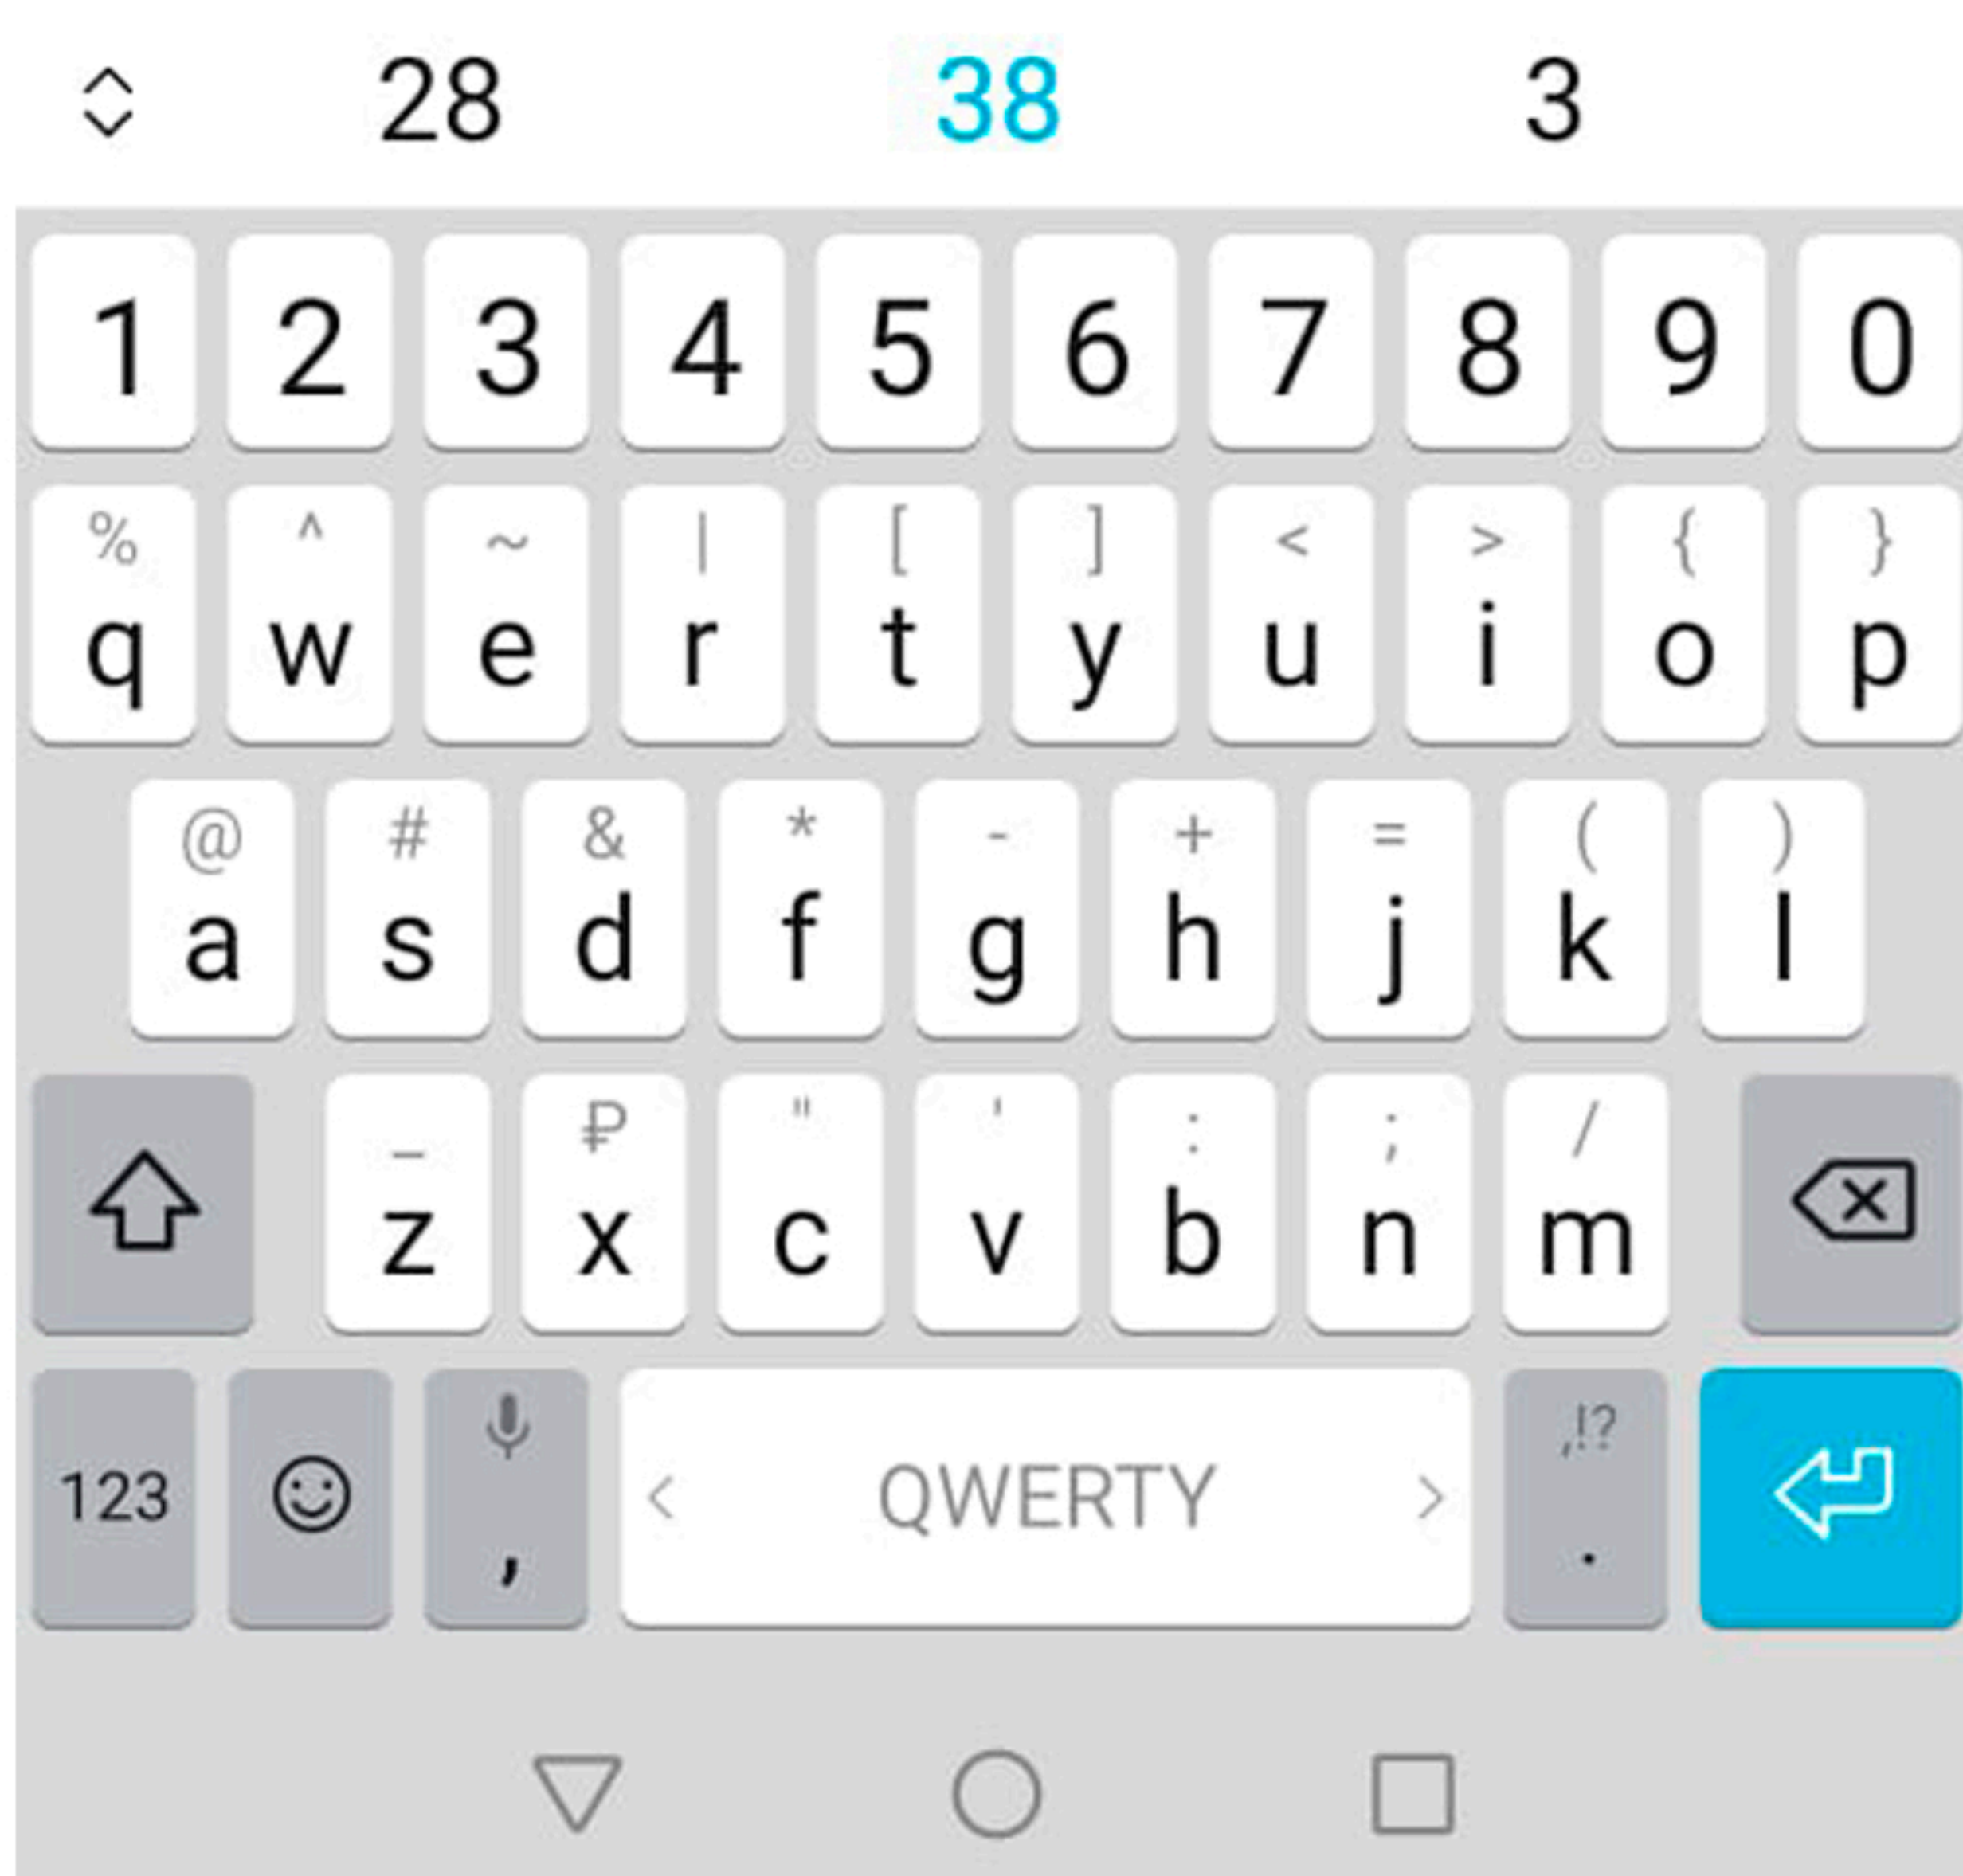 28 38 3
1 2 3 4 5 6 7 8 9 0
% ^ ~ | [ ] < > { }
q w e r t y u i o p
@ # & * - + = ( )
a s d f g h j k l
_ ₽ " ' : ; /
z x c v b n m
,!?
123 , < QWERTY > .